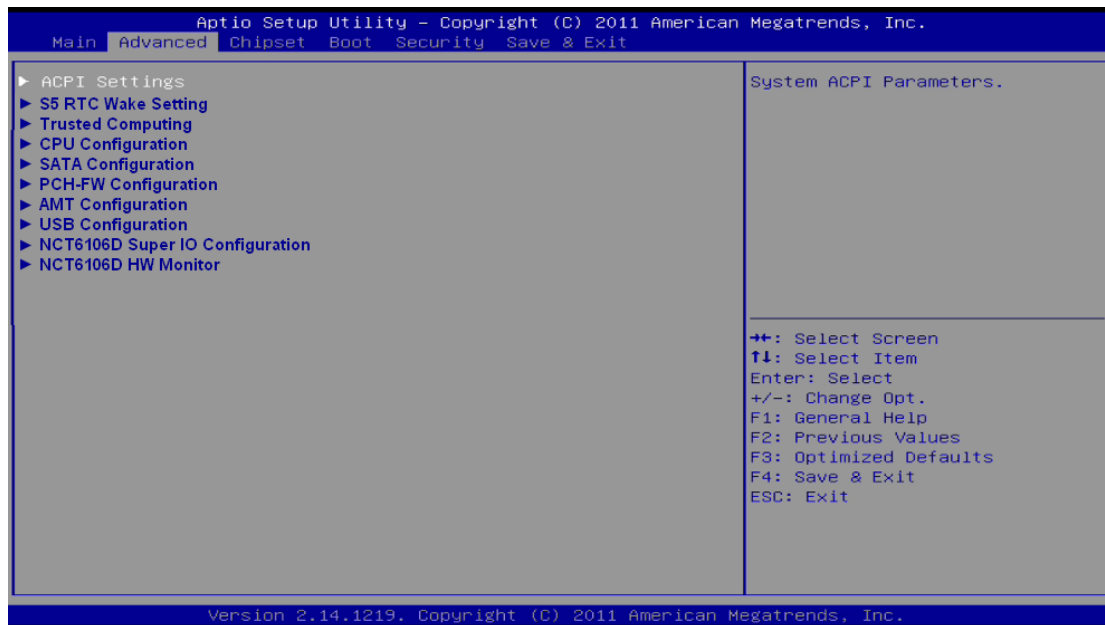 Aptio Setup Utility – Copyright (C) 2011 American Megatrends, Inc.
Main Advanced Chipset Boot Security Save & Exit
► ACPI Settings
► S5 RTC Wake Setting
► Trusted Computing
► CPU Configuration
► SATA Configuration
► PCH-FW Configuration
► AMT Configuration
► USB Configuration
► NCT6106D Super IO Configuration
► NCT6106D HW Monitor
System ACPI Parameters.
→←: Select Screen
↑↓: Select Item
Enter: Select
+/-: Change Opt.
F1: General Help
F2: Previous Values
F3: Optimized Defaults
F4: Save & Exit
ESC: Exit
Version 2.14.1219. Copyright (C) 2011 American Megatrends, Inc.